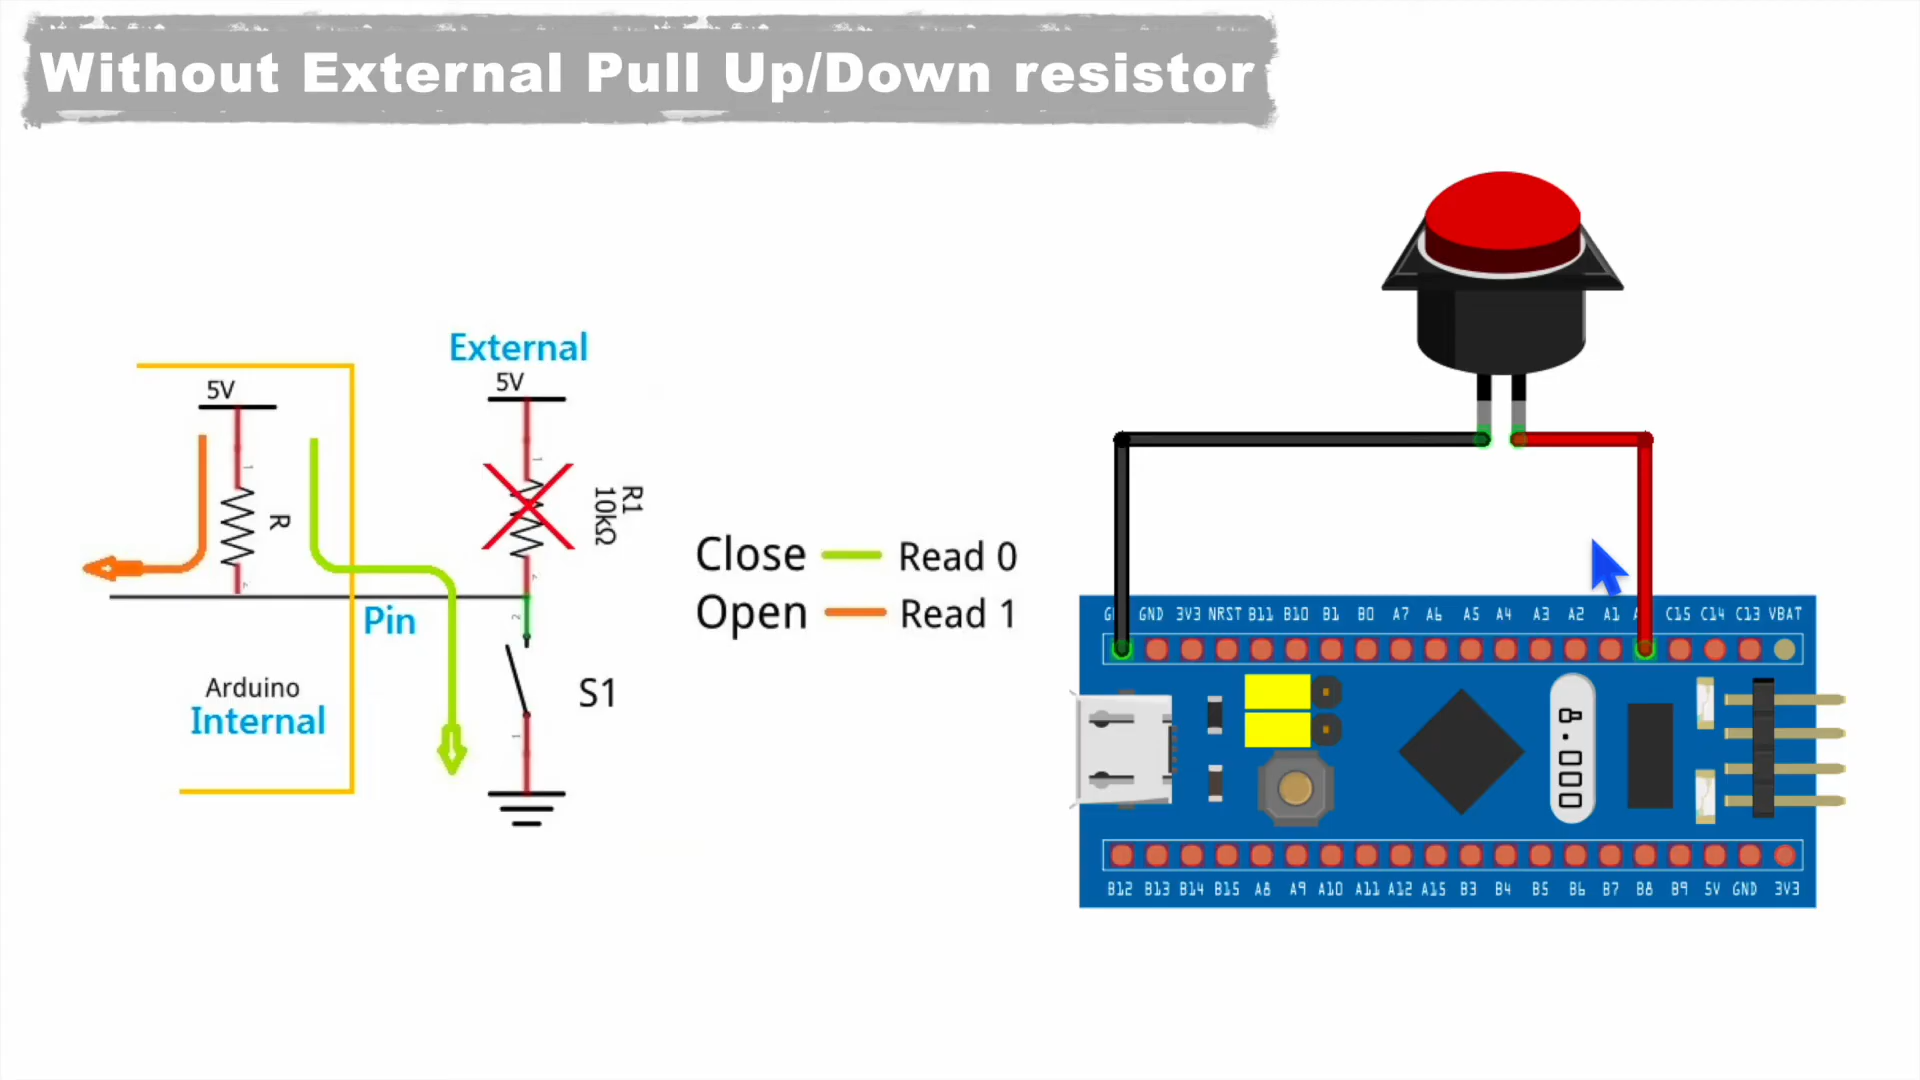 Without External Pull Up/Down resistor
External
5V
5V
R
R1
10kΩ
Close Read 0
Open Read 1
Pin
Arduino
Internal
S1
GND 3V3 NRST B11 B10 B1 B0 A7 A6 A5 A4 A3 A2 A1 C15 C14 C13 VBAT
B12 B13 B14 B15 A8 A9 A10 A11 A12 A15 B3 B4 B5 B6 B7 B8 B9 5V GND 3V3